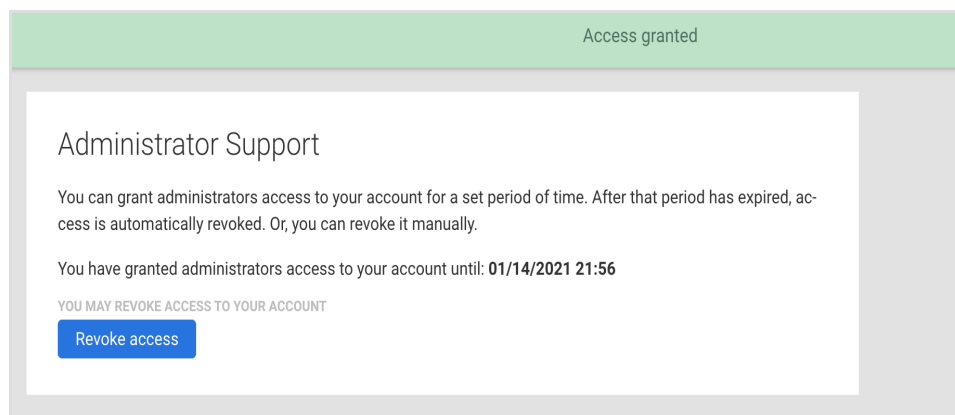 Access granted
Administrator Support
You can grant administrators access to your account for a set period of time. After that period has expired, ac-
cess is automatically revoked. Or, you can revoke it manually.
You have granted administrators access to your account until: 01/14/2021 21:56
YOU MAY REVOKE ACCESS TO YOUR ACCOUNT
Revoke access